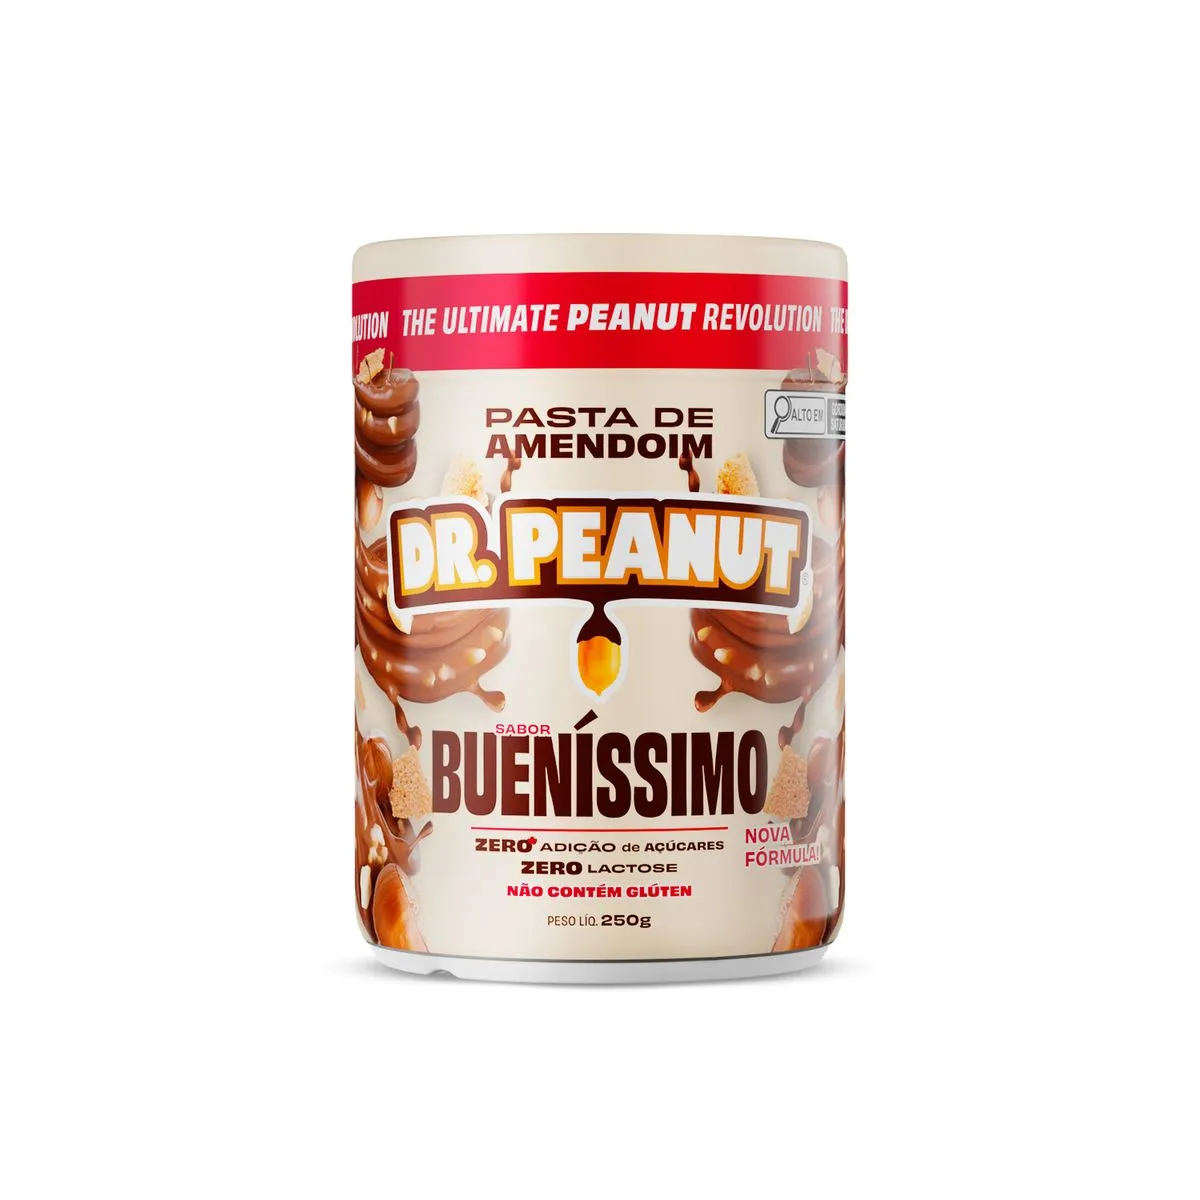 THE ULTIMATE PEANUT REVOLUTION THE
PASTA DE
AMENDOIM
ALTO EM
DR. PEANUT
®
SABOR
BUENÍSSIMO
ZERO* ADIÇÃO de AÇÚCARES
ZERO LACTOSE
NÃO CONTÉM GLÚTEN
NOVA
FÓRMULA!
PESO LÍQ. 250g